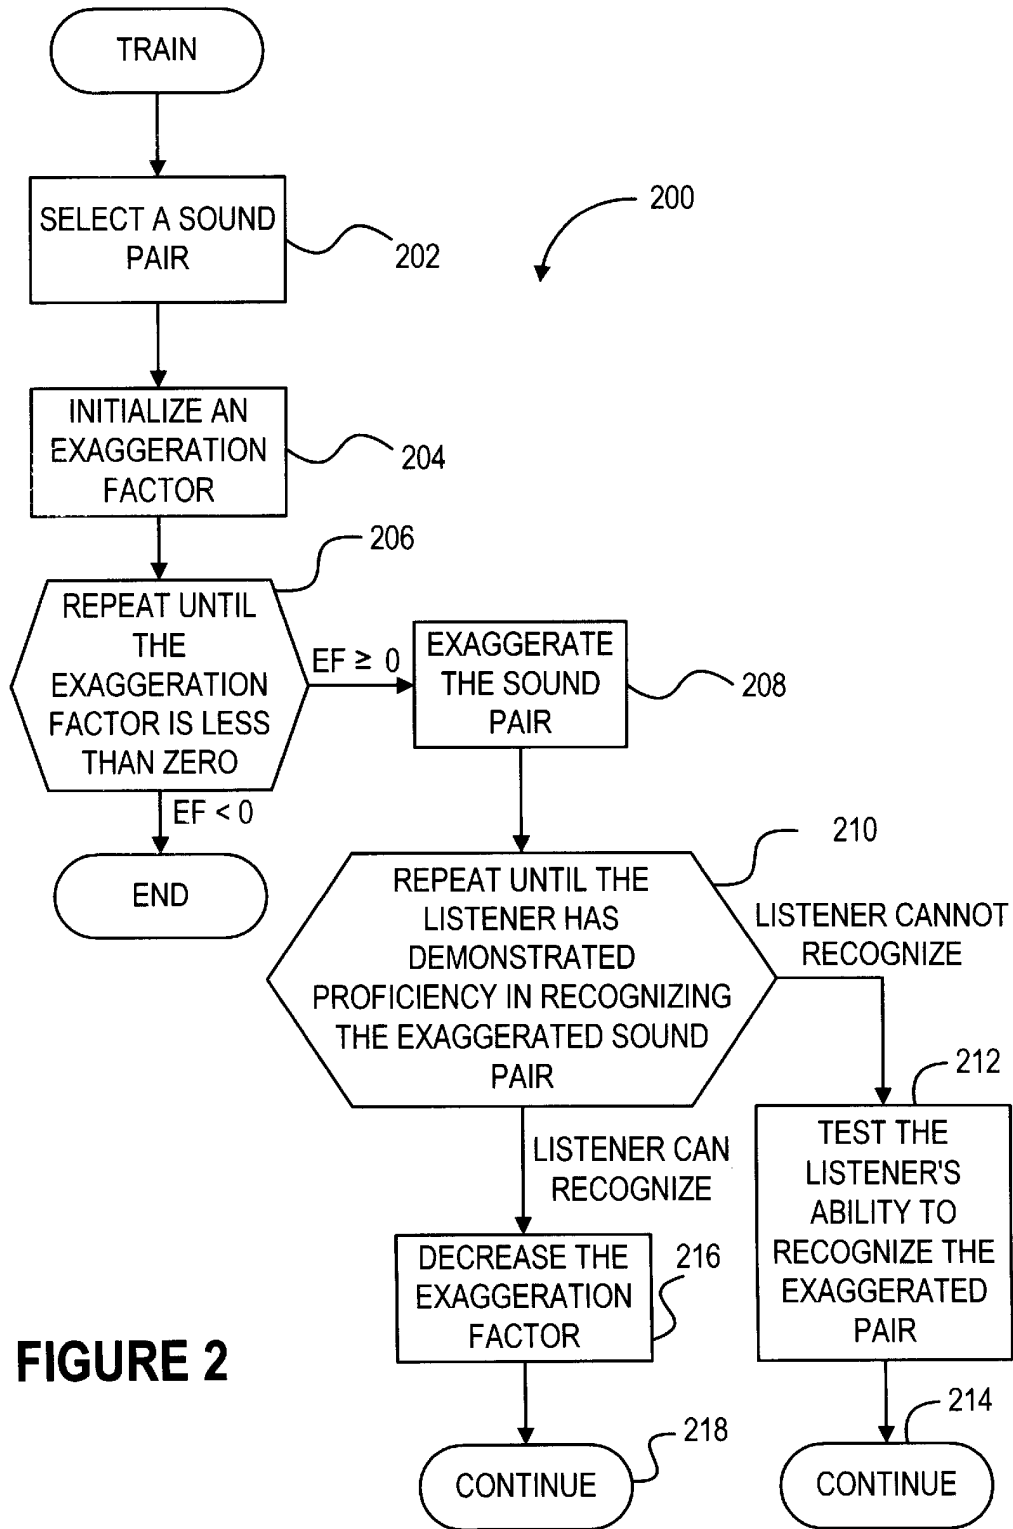 TRAIN
200
SELECT A SOUND
PAIR
202
INITIALIZE AN
EXAGGERATION
FACTOR
204
206
REPEAT UNTIL
THE
EXAGGERATION
FACTOR IS LESS
THAN ZERO
EF ≥ 0
EXAGGERATE
THE SOUND
PAIR
208
EF < 0
END
210
REPEAT UNTIL THE
LISTENER HAS
DEMONSTRATED
PROFICIENCY IN RECOGNIZING
THE EXAGGERATED SOUND
PAIR
LISTENER CANNOT
RECOGNIZE
212
TEST THE
LISTENER'S
ABILITY TO
RECOGNIZE THE
EXAGGERATED
PAIR
LISTENER CAN
RECOGNIZE
DECREASE THE
EXAGGERATION
FACTOR
216
FIGURE 2
214
218
CONTINUE
CONTINUE